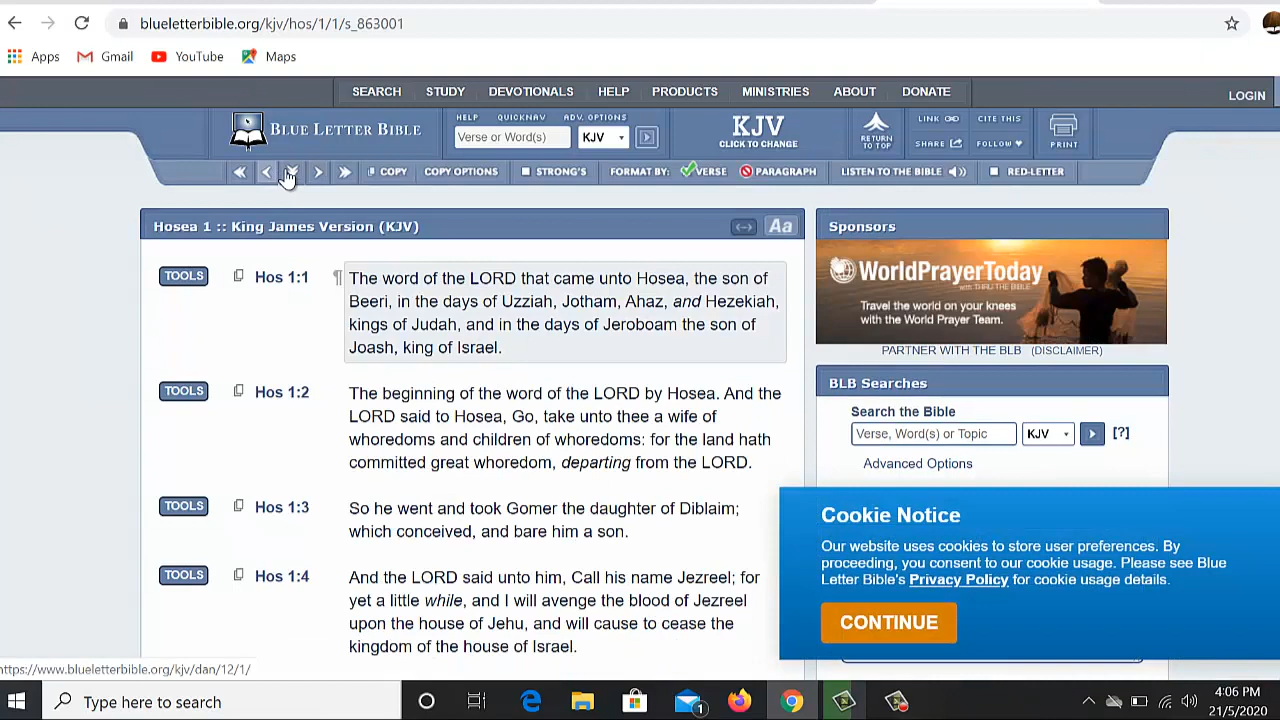 blueletterbible.org/kjv/hos/1/1/s_863001
Apps Gmail YouTube Maps
SEARCH STUDY DEVOTIONALS HELP PRODUCTS MINISTRIES ABOUT DONATE
LOGIN
BLUE LETTER BIBLE
HELP QUICKNAV ADV. OPTIONS
Verse or Word(s) KJV
KJV
CLICK TO CHANGE
RETURN
TO TOP
LINK CITE THIS
SHARE FOLLOW
PRINT
COPY COPY OPTIONS STRONG'S FORMAT BY: VERSE PARAGRAPH LISTEN TO THE BIBLE RED-LETTER
Hosea 1 :: King James Version (KJV)
Aa
TOOLS Hos 1:1 ¶ The word of the LORD that came unto Hosea, the son of
Beeri, in the days of Uzziah, Jotham, Ahaz, and Hezekiah,
kings of Judah, and in the days of Jeroboam the son of
Joash, king of Israel.
TOOLS Hos 1:2 The beginning of the word of the LORD by Hosea. And the
LORD said to Hosea, Go, take unto thee a wife of
whoredoms and children of whoredoms: for the land hath
committed great whoredom, departing from the LORD.
TOOLS Hos 1:3 So he went and took Gomer the daughter of Diblaim;
which conceived, and bare him a son.
TOOLS Hos 1:4 And the LORD said unto him, Call his name Jezreel; for
yet a little while, and I will avenge the blood of Jezreel
upon the house of Jehu, and will cause to cease the
kingdom of the house of Israel.
Sponsors
WorldPrayerToday
with THRU THE BIBLE
Travel the world on your knees
with the World Prayer Team.
PARTNER WITH THE BLB (DISCLAIMER)
BLB Searches
Search the Bible
Verse, Word(s) or Topic KJV [?]
Advanced Options
Cookie Notice
Our website uses cookies to store user preferences. By
proceeding, you consent to our cookie usage. Please see Blue
Letter Bible's Privacy Policy for cookie usage details.
CONTINUE
https://www.blueletterbible.org/kjv/dan/12/1/
Type here to search
1
4:06 PM
21/5/2020